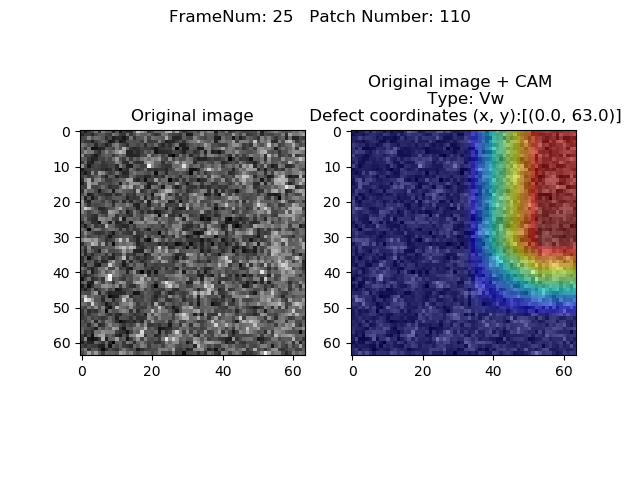 FrameNum: 25   Patch Number: 110
Original image
Original image + CAM
Type: Vw
Defect coordinates (x, y):[(0.0, 63.0)]
0
10
20
30
40
50
60
0 20 40 60
0
10
20
30
40
50
60
0 20 40 60